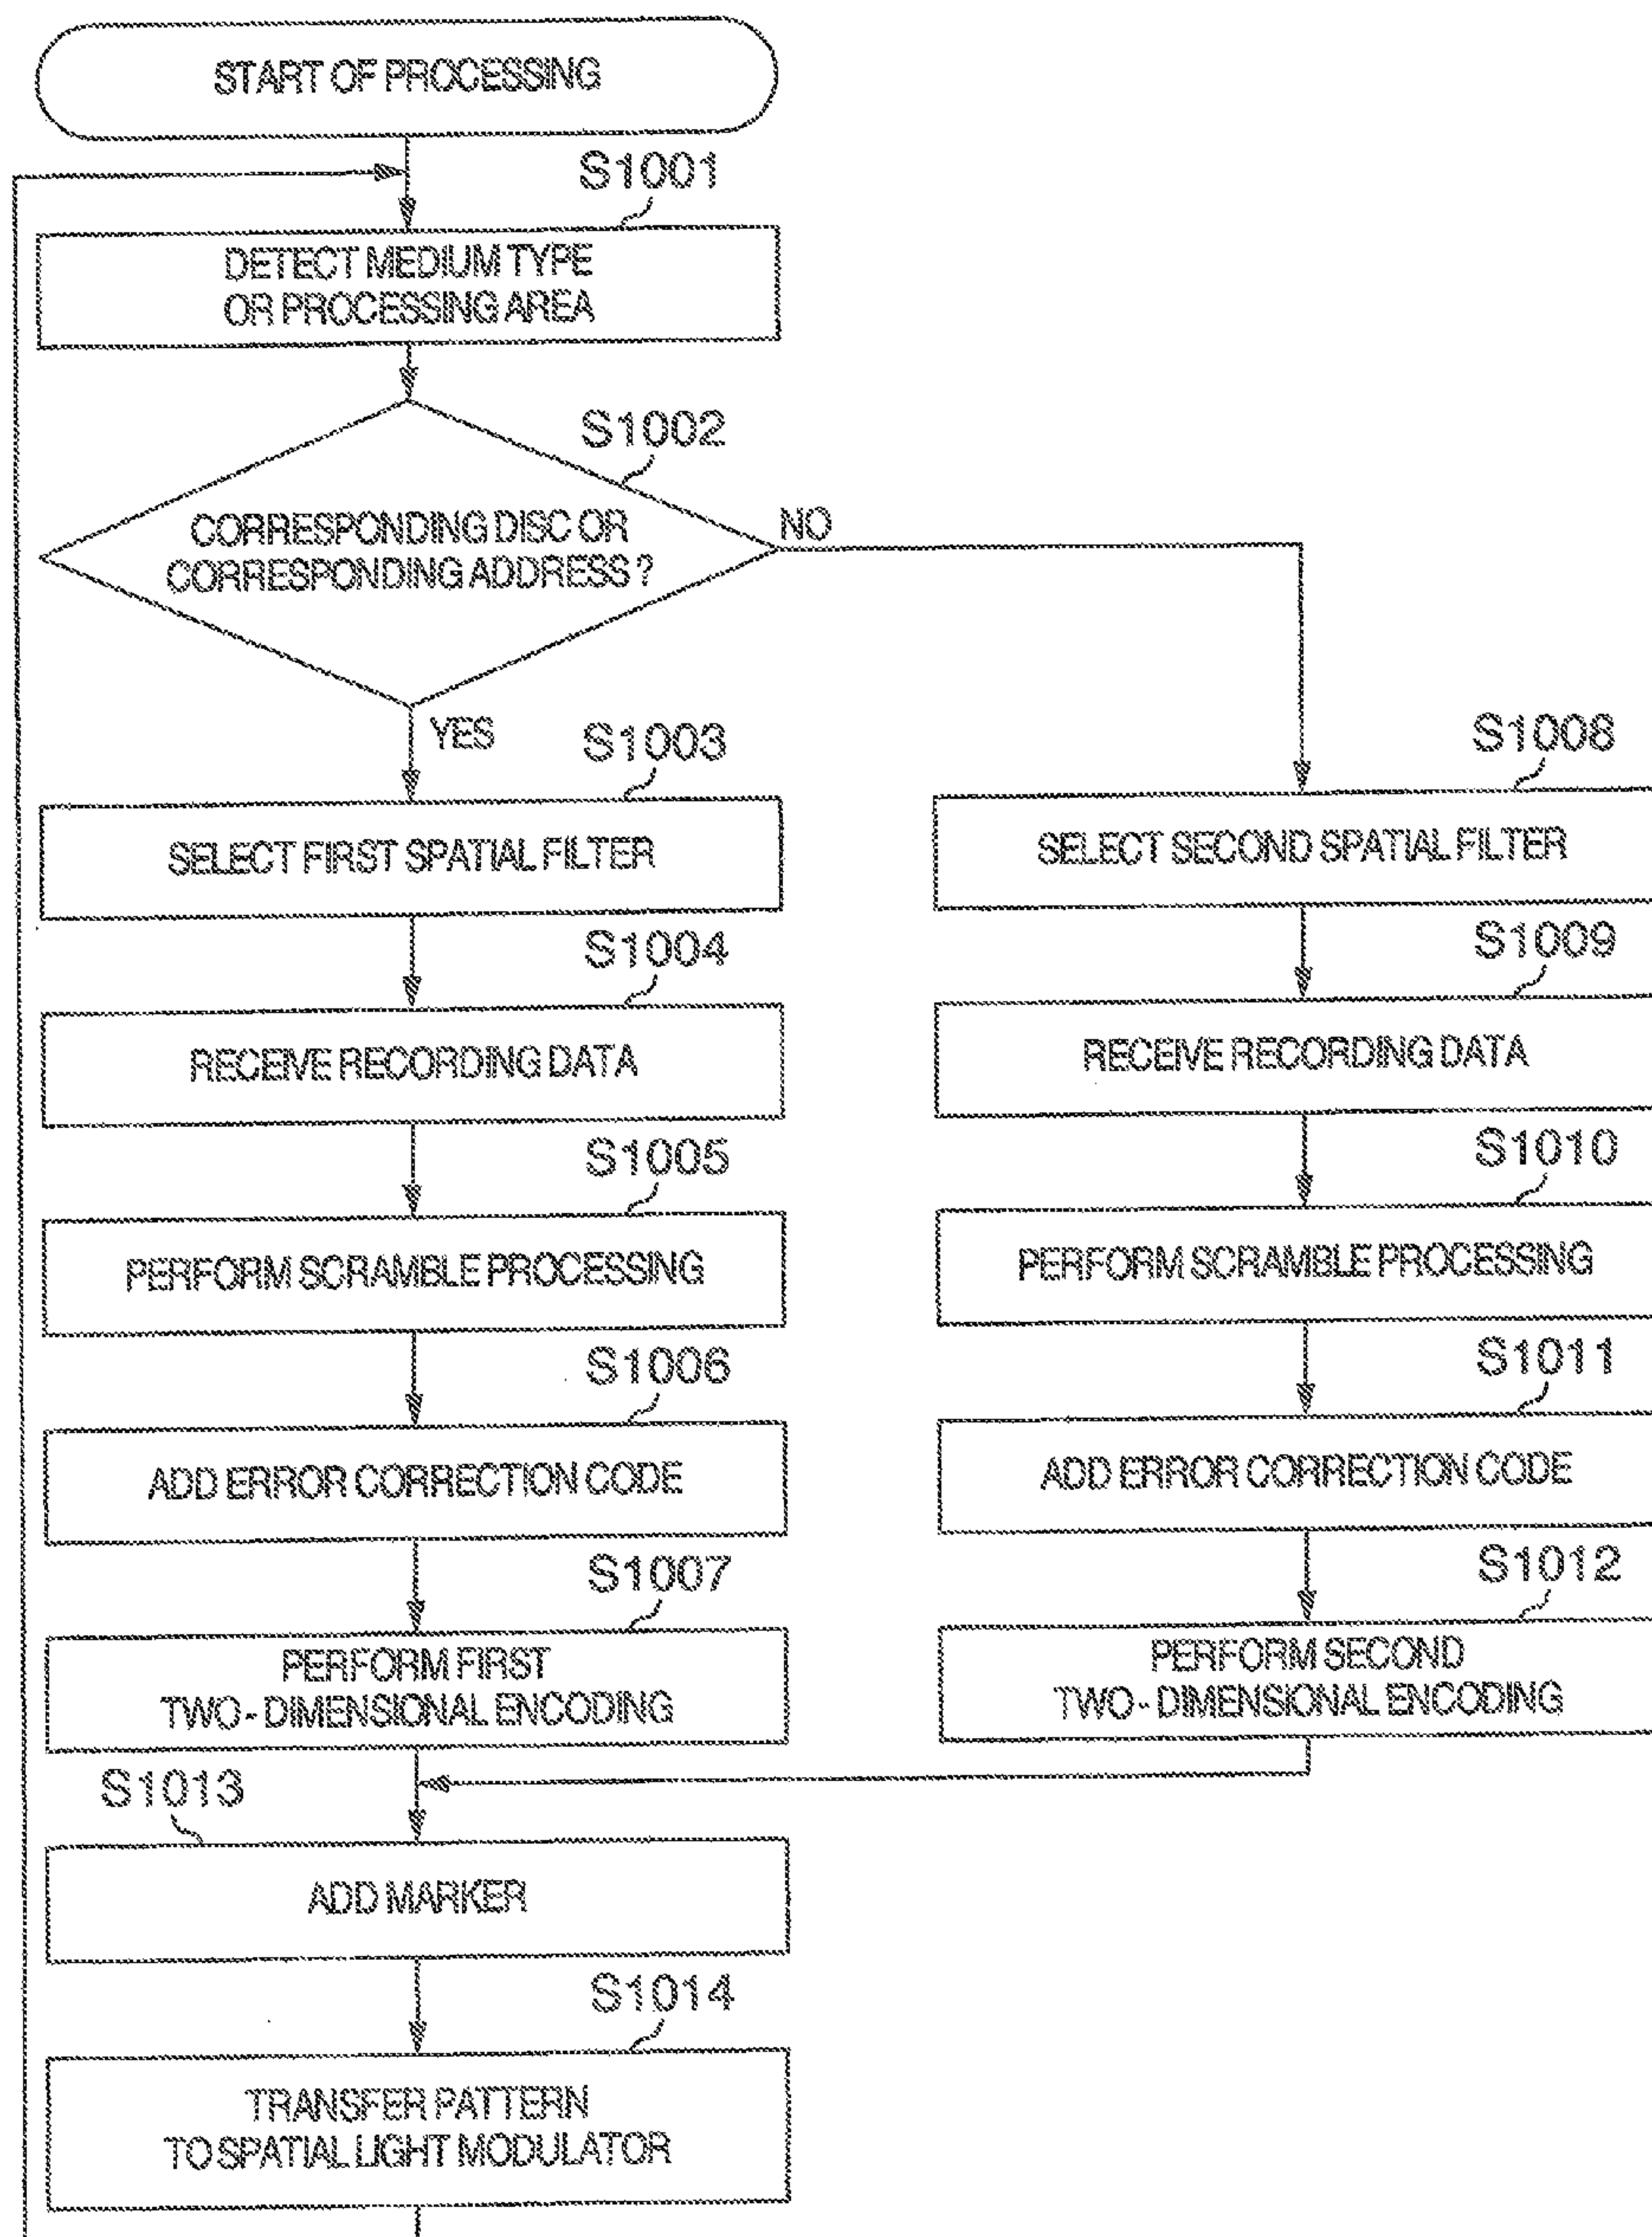 START OF PROCESSING
S1001
DETECT MEDIUM TYPE
OR PROCESSING AREA
S1002
CORRESPONDING DISC OR
CORRESPONDING ADDRESS?
NO
YES
S1003
SELECT FIRST SPATIAL FILTER
S1008
SELECT SECOND SPATIAL FILTER
S1004
RECEIVE RECORDING DATA
S1009
RECEIVE RECORDING DATA
S1005
PERFORM SCRAMBLE PROCESSING
S1010
PERFORM SCRAMBLE PROCESSING
S1006
ADD ERROR CORRECTION CODE
S1011
ADD ERROR CORRECTION CODE
S1007
PERFORM FIRST
TWO-DIMENSIONAL ENCODING
S1012
PERFORM SECOND
TWO-DIMENSIONAL ENCODING
S1013
ADD MARKER
S1014
TRANSFER PATTERN
TO SPATIAL LIGHT MODULATOR